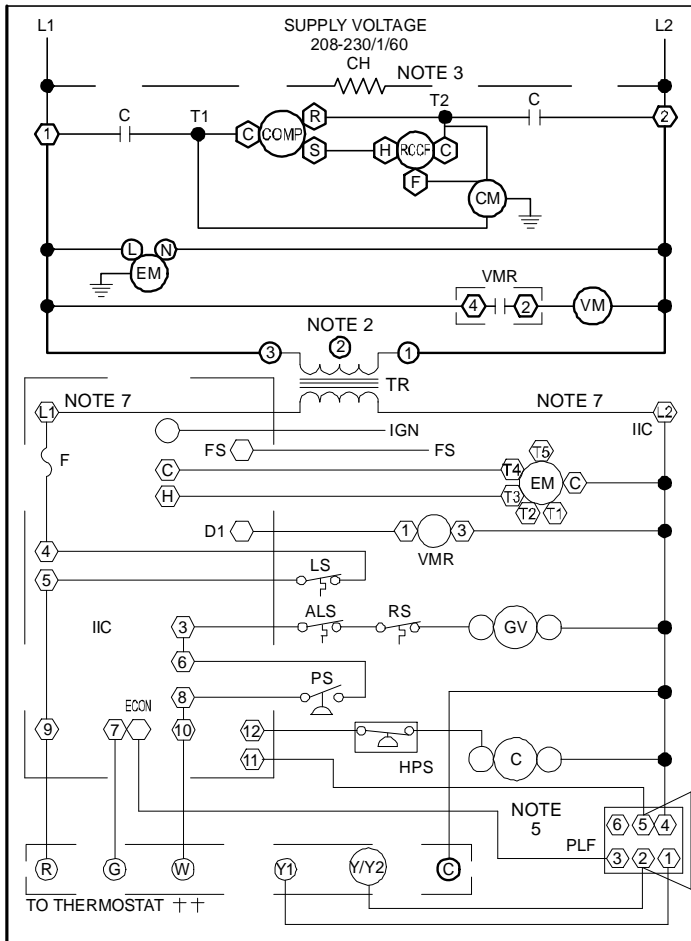 L1 SUPPLY VOLTAGE L2
208-230/1/60
CH NOTE 3
C T1 T2 C
1 C COMP R 2
S H RCCF C
F CM
L N
EM
VMR
4 2 VM
NOTE 2
3 2 1
TR
L1 NOTE 7 NOTE 7 L2
IGN IIC
F FS FS T5
C T4 EM C
H T3
T2 T1
D1 1 3
VMR
4
LS
5
ALS RS
IIC 3 GV
6
PS
8
ECON
9 7 10 12 C
HPS
11
NOTE
5
6 5 4
PLF
3 2 1
R G W Y1 Y/Y2 C
TO THERMOSTAT ++